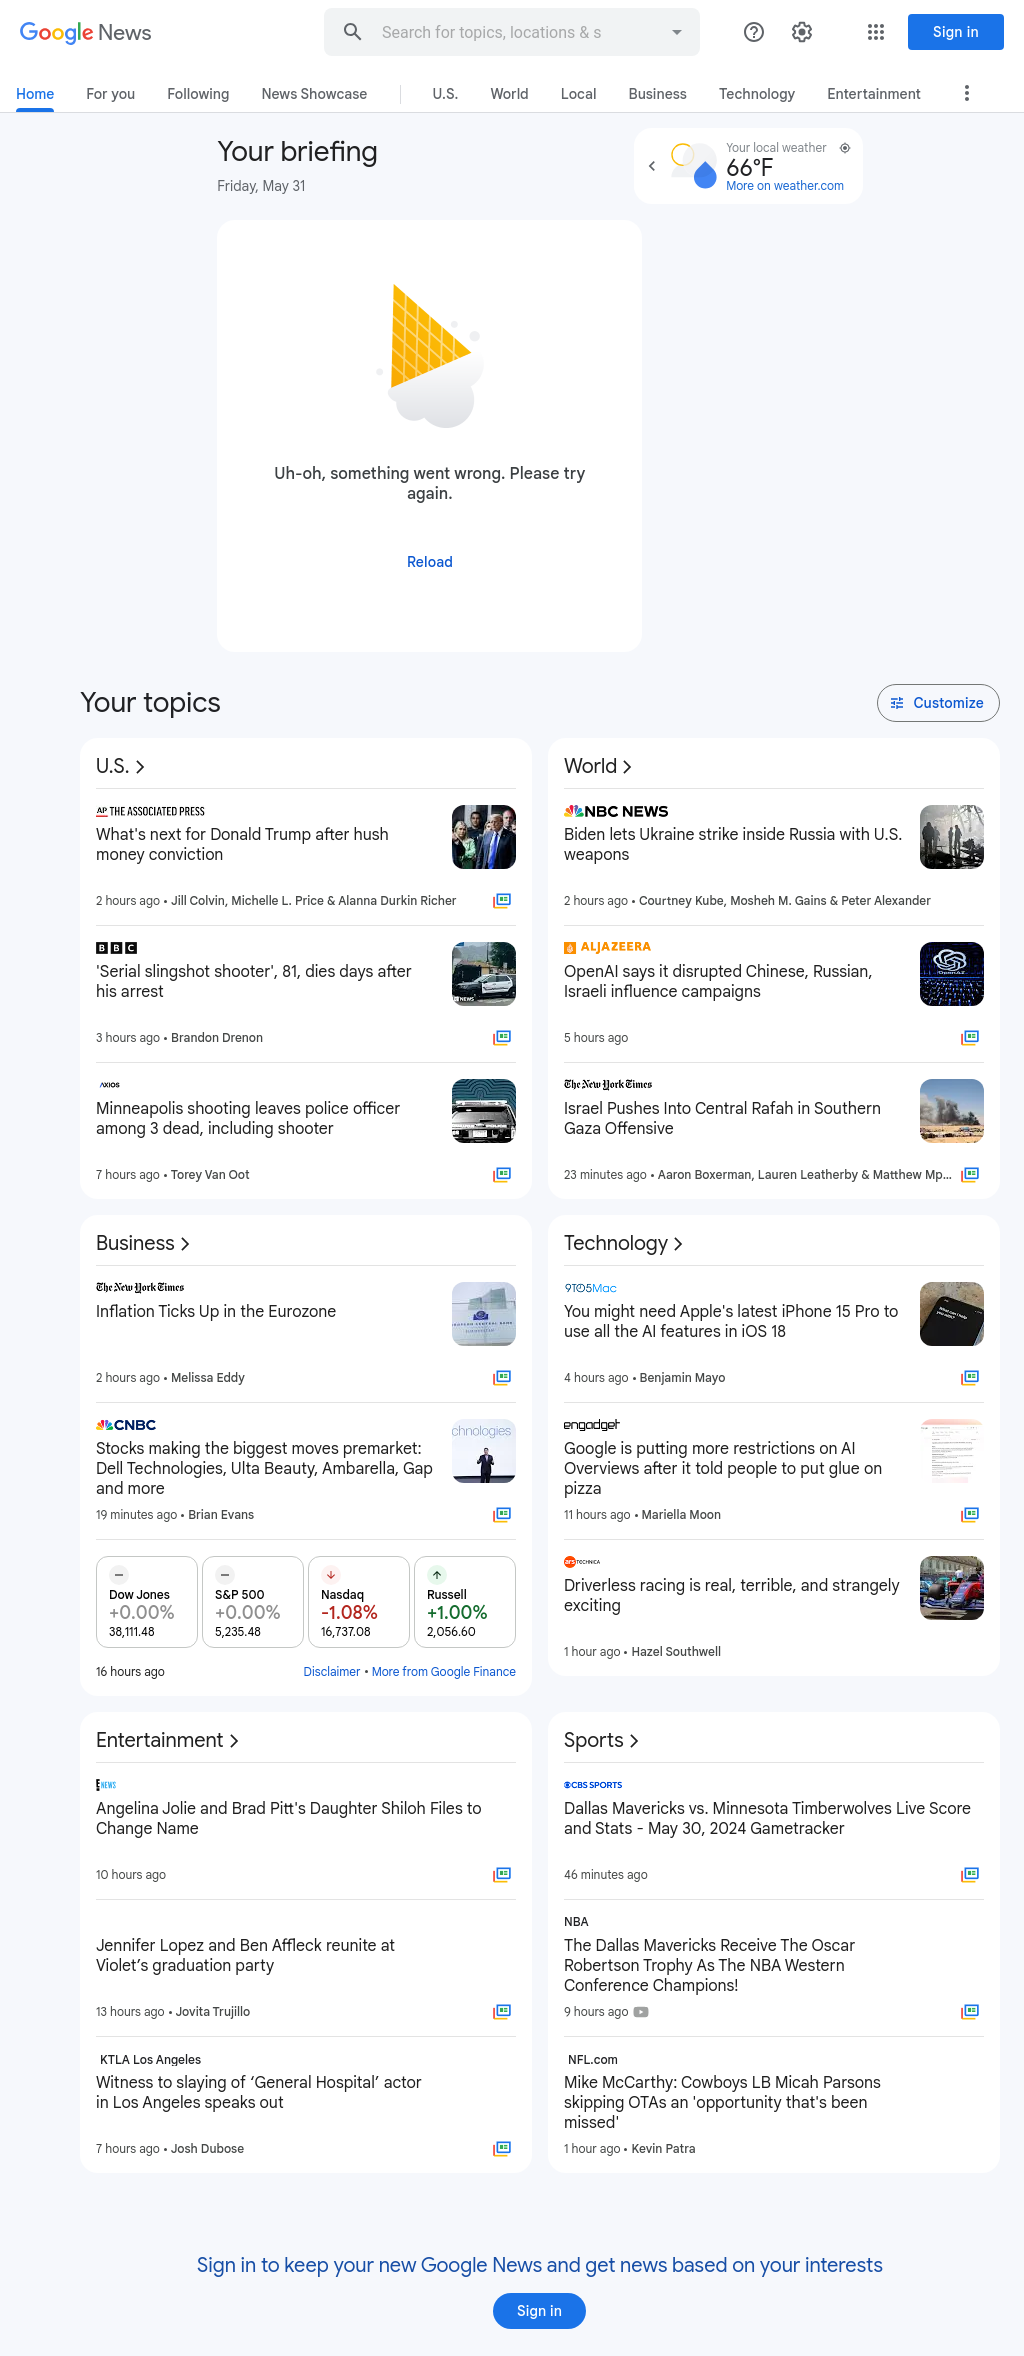 Google News
Search for topics, locations & s
Sign in
Home
For you
Following
News Showcase
U.S.
World
Local
Business
Technology
Entertainment
Your briefing
Friday, May 31
Your local weather
66°F
More on weather.com
Uh-oh, something went wrong. Please try
again.
Reload
Your topics
Customize
U.S.
AP THE ASSOCIATED PRESS
What's next for Donald Trump after hush
money conviction
2 hours ago • Jill Colvin, Michelle L. Price & Alanna Durkin Richer
BBC
'Serial slingshot shooter', 81, dies days after
his arrest
NEWS
3 hours ago • Brandon Drenon
AXIOS
Minneapolis shooting leaves police officer
among 3 dead, including shooter
7 hours ago • Torey Van Oot
World
NBC NEWS
Biden lets Ukraine strike inside Russia with U.S.
weapons
2 hours ago • Courtney Kube, Mosheh M. Gains & Peter Alexander
ALJAZEERA
OpenAI says it disrupted Chinese, Russian,
Israeli influence campaigns
OpenAI
5 hours ago
The New York Times
Israel Pushes Into Central Rafah in Southern
Gaza Offensive
23 minutes ago • Aaron Boxerman, Lauren Leatherby & Matthew Mp...
Business
The New York Times
Inflation Ticks Up in the Eurozone
2 hours ago • Melissa Eddy
CNBC
Stocks making the biggest moves premarket:
Dell Technologies, Ulta Beauty, Ambarella, Gap
and more
chnologies
19 minutes ago • Brian Evans
Dow Jones
+0.00%
38,111.48
S&P 500
+0.00%
5,235.48
Nasdaq
-1.08%
16,737.08
Russell
+1.00%
2,056.60
16 hours ago
Disclaimer • More from Google Finance
Technology
9TO5Mac
You might need Apple's latest iPhone 15 Pro to
use all the AI features in iOS 18
4 hours ago • Benjamin Mayo
engadget
Google is putting more restrictions on AI
Overviews after it told people to put glue on
pizza
11 hours ago • Mariella Moon
ars TECHNICA
Driverless racing is real, terrible, and strangely
exciting
1 hour ago • Hazel Southwell
Entertainment
E NEWS
Angelina Jolie and Brad Pitt's Daughter Shiloh Files to
Change Name
10 hours ago
Jennifer Lopez and Ben Affleck reunite at
Violet’s graduation party
13 hours ago • Jovita Trujillo
KTLA Los Angeles
Witness to slaying of ‘General Hospital’ actor
in Los Angeles speaks out
7 hours ago • Josh Dubose
Sports
CBS SPORTS
Dallas Mavericks vs. Minnesota Timberwolves Live Score
and Stats - May 30, 2024 Gametracker
46 minutes ago
NBA
The Dallas Mavericks Receive The Oscar
Robertson Trophy As The NBA Western
Conference Champions!
9 hours ago
NFL.com
Mike McCarthy: Cowboys LB Micah Parsons
skipping OTAs an 'opportunity that's been
missed'
1 hour ago • Kevin Patra
Sign in to keep your new Google News and get news based on your interests
Sign in